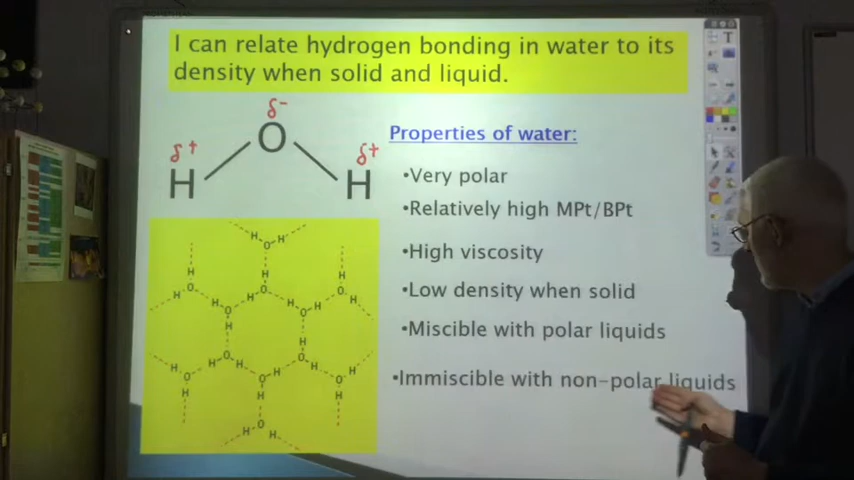 I can relate hydrogen bonding in water to its
density when solid and liquid.
δ-
δ+
O
δ+
H
H
Properties of water:
•Very polar
•Relatively high MPt/BPt
•High viscosity
•Low density when solid
•Miscible with polar liquids
•Immiscible with non-polar liquids
H O H
H
H
H
O
H
H
O
H
H
O
H
H
O
H
H
O
H
H
O
H
H
O
H
H
O
H
H
O
H
H
O
H
H
O
H
H
O
H
T